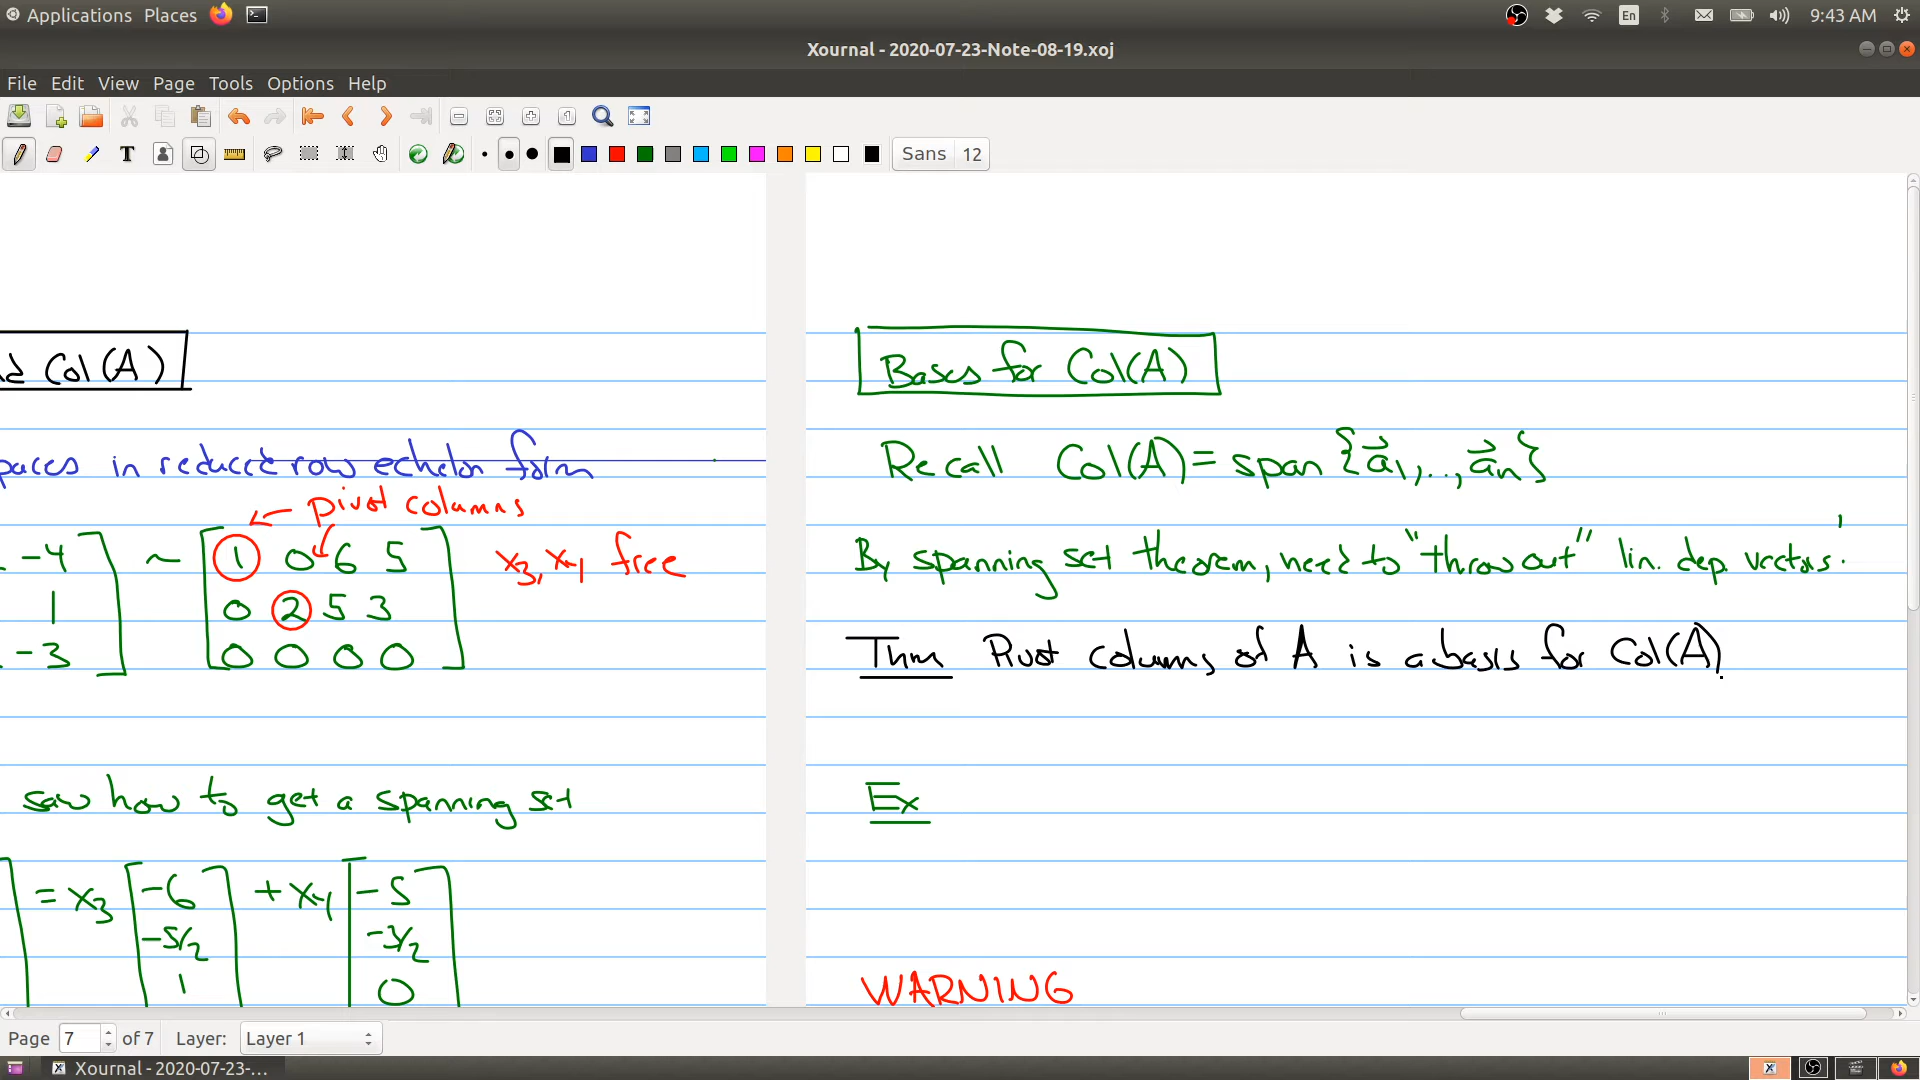 Applications Places
En
9:43 AM
Xournal - 2020-07-23-Note-08-19.xoj
File Edit View Page Tools Options Help
Sans 12
Col(A)
in reduced row echelon form
← pivot columns
-4 ~ 1 0 6 5 x3, x4 free
1 0 2 5 3
-3 0 0 0 0
saw how to get a spanning set
= x3 [-6 -5/2 1 + x4 [-5 -3/2 0
Bases for Col(A)
Recall Col(A) = span {a⃗1, .., a⃗n}
By spanning set theorem, need to "throw out" lin. dep. vectors.
Thm Pivot columns of A is a basis for Col(A).
Ex
WARNING
Page 7 of 7 Layer: Layer 1
Xournal - 2020-07-23-...